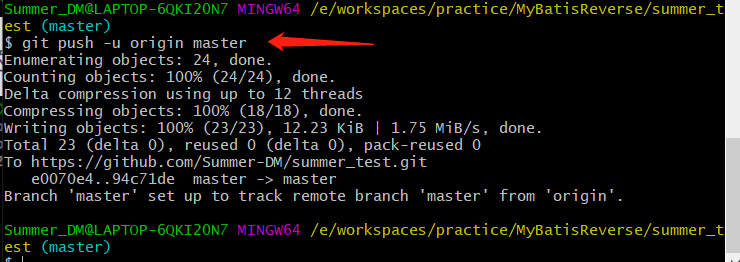 Summer_DM@LAPTOP-6QKI20N7 MINGW64 /e/workspaces/practice/MyBatisReverse/summer_t
est (master)
$ git push -u origin master
Enumerating objects: 24, done.
Counting objects: 100% (24/24), done.
Delta compression using up to 12 threads
Compressing objects: 100% (18/18), done.
Writing objects: 100% (23/23), 12.23 KiB | 1.75 MiB/s, done.
Total 23 (delta 0), reused 0 (delta 0), pack-reused 0
To https://github.com/Summer-DM/summer_test.git
   e0070e4..94c71de  master -> master
Branch 'master' set up to track remote branch 'master' from 'origin'.

Summer_DM@LAPTOP-6QKI20N7 MINGW64 /e/workspaces/practice/MyBatisReverse/summer_t
est (master)
$